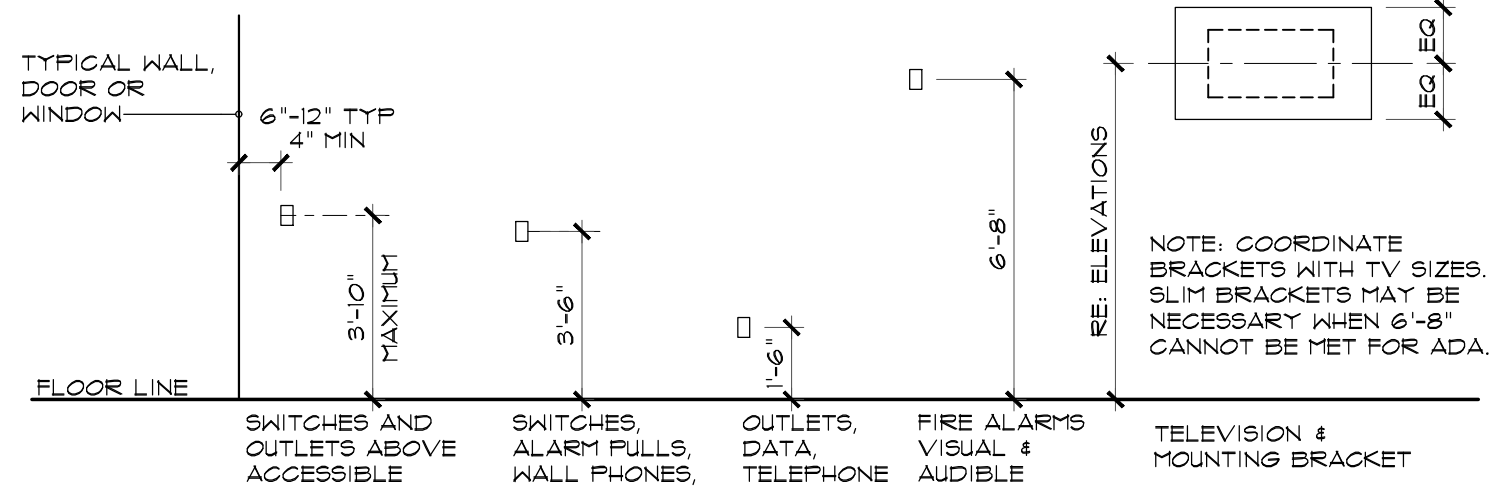 TYPICAL WALL,
DOOR OR
WINDOW
6"-12" TYP
4" MIN
3'-10"
MAXIMUM
3'-6"
1'-6"
6'-8"
RE: ELEVATIONS
EQ
EQ
NOTE: COORDINATE
BRACKETS WITH TV SIZES.
SLIM BRACKETS MAY BE
NECESSARY WHEN 6'-8"
CANNOT BE MET FOR ADA.
FLOOR LINE
SWITCHES AND
OUTLETS ABOVE
ACCESSIBLE
SWITCHES,
ALARM PULLS,
WALL PHONES,
OUTLETS,
DATA,
TELEPHONE
FIRE ALARMS
VISUAL &
AUDIBLE
TELEVISION &
MOUNTING BRACKET